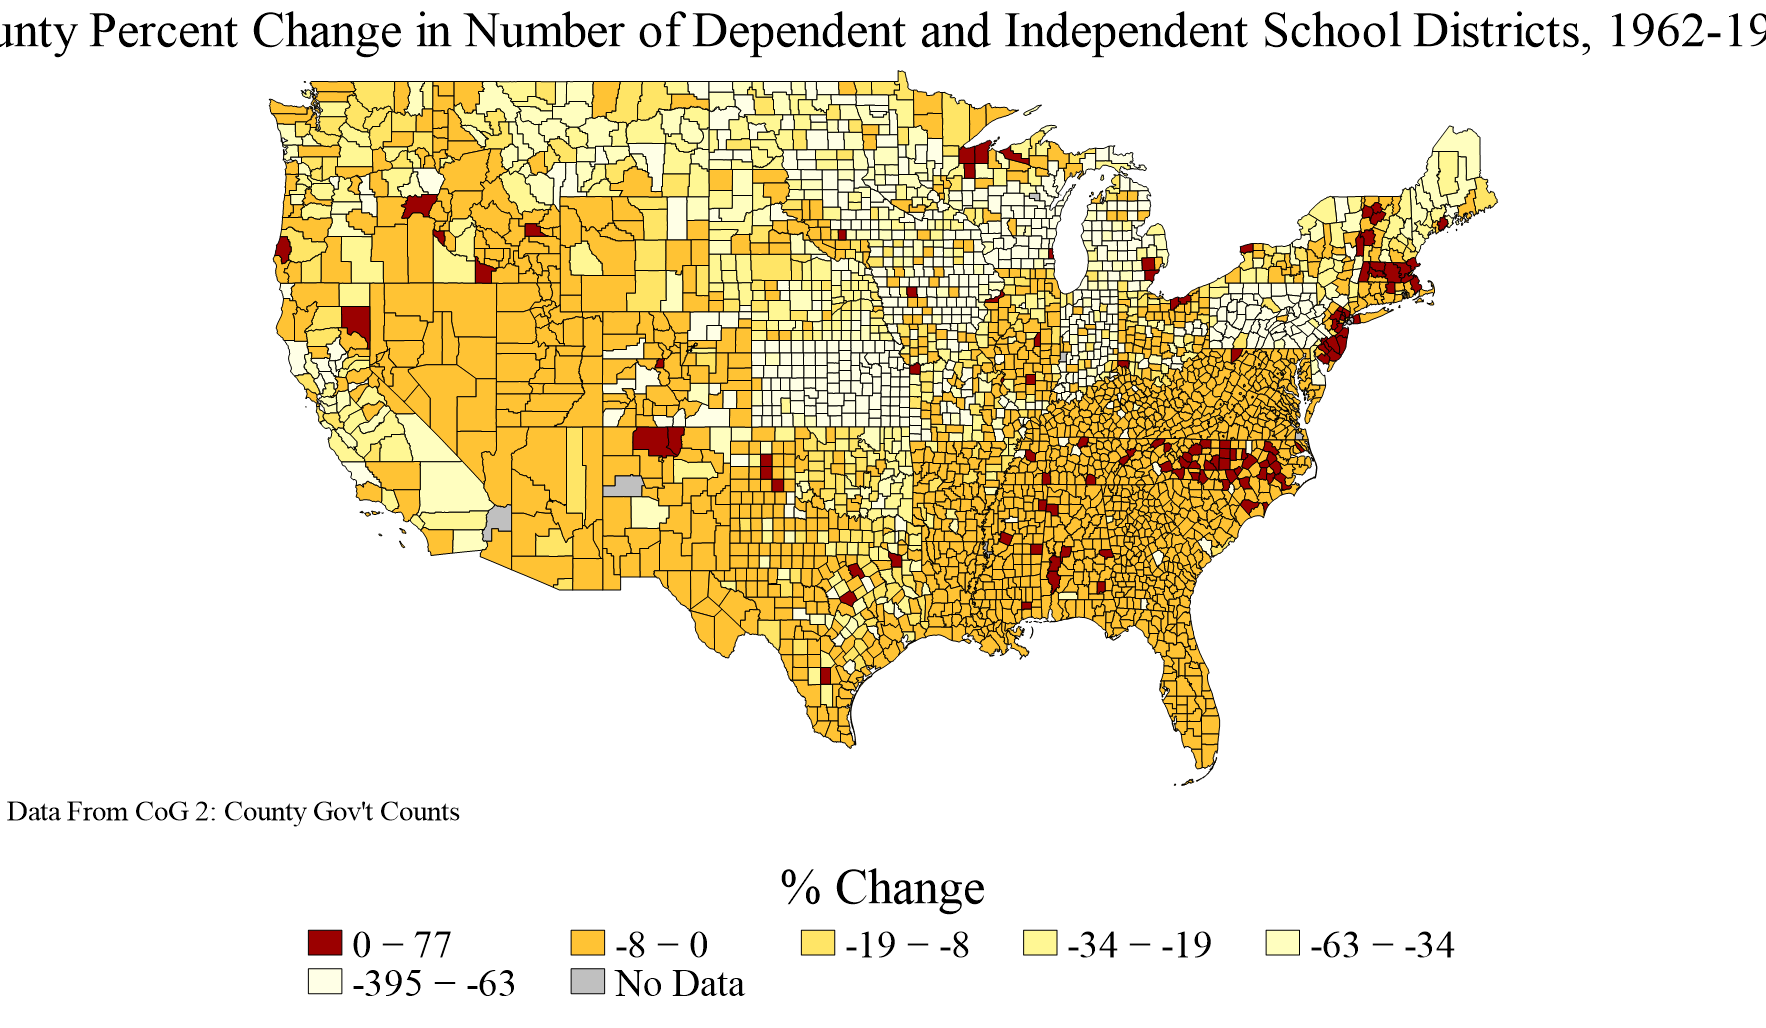 unty Percent Change in Number of Dependent and Independent School Districts, 1962-19
Data From CoG 2: County Gov't Counts
% Change
0 − 77
-8 − 0
-19 − -8
-34 − -19
-63 − -34
-395 − -63
No Data